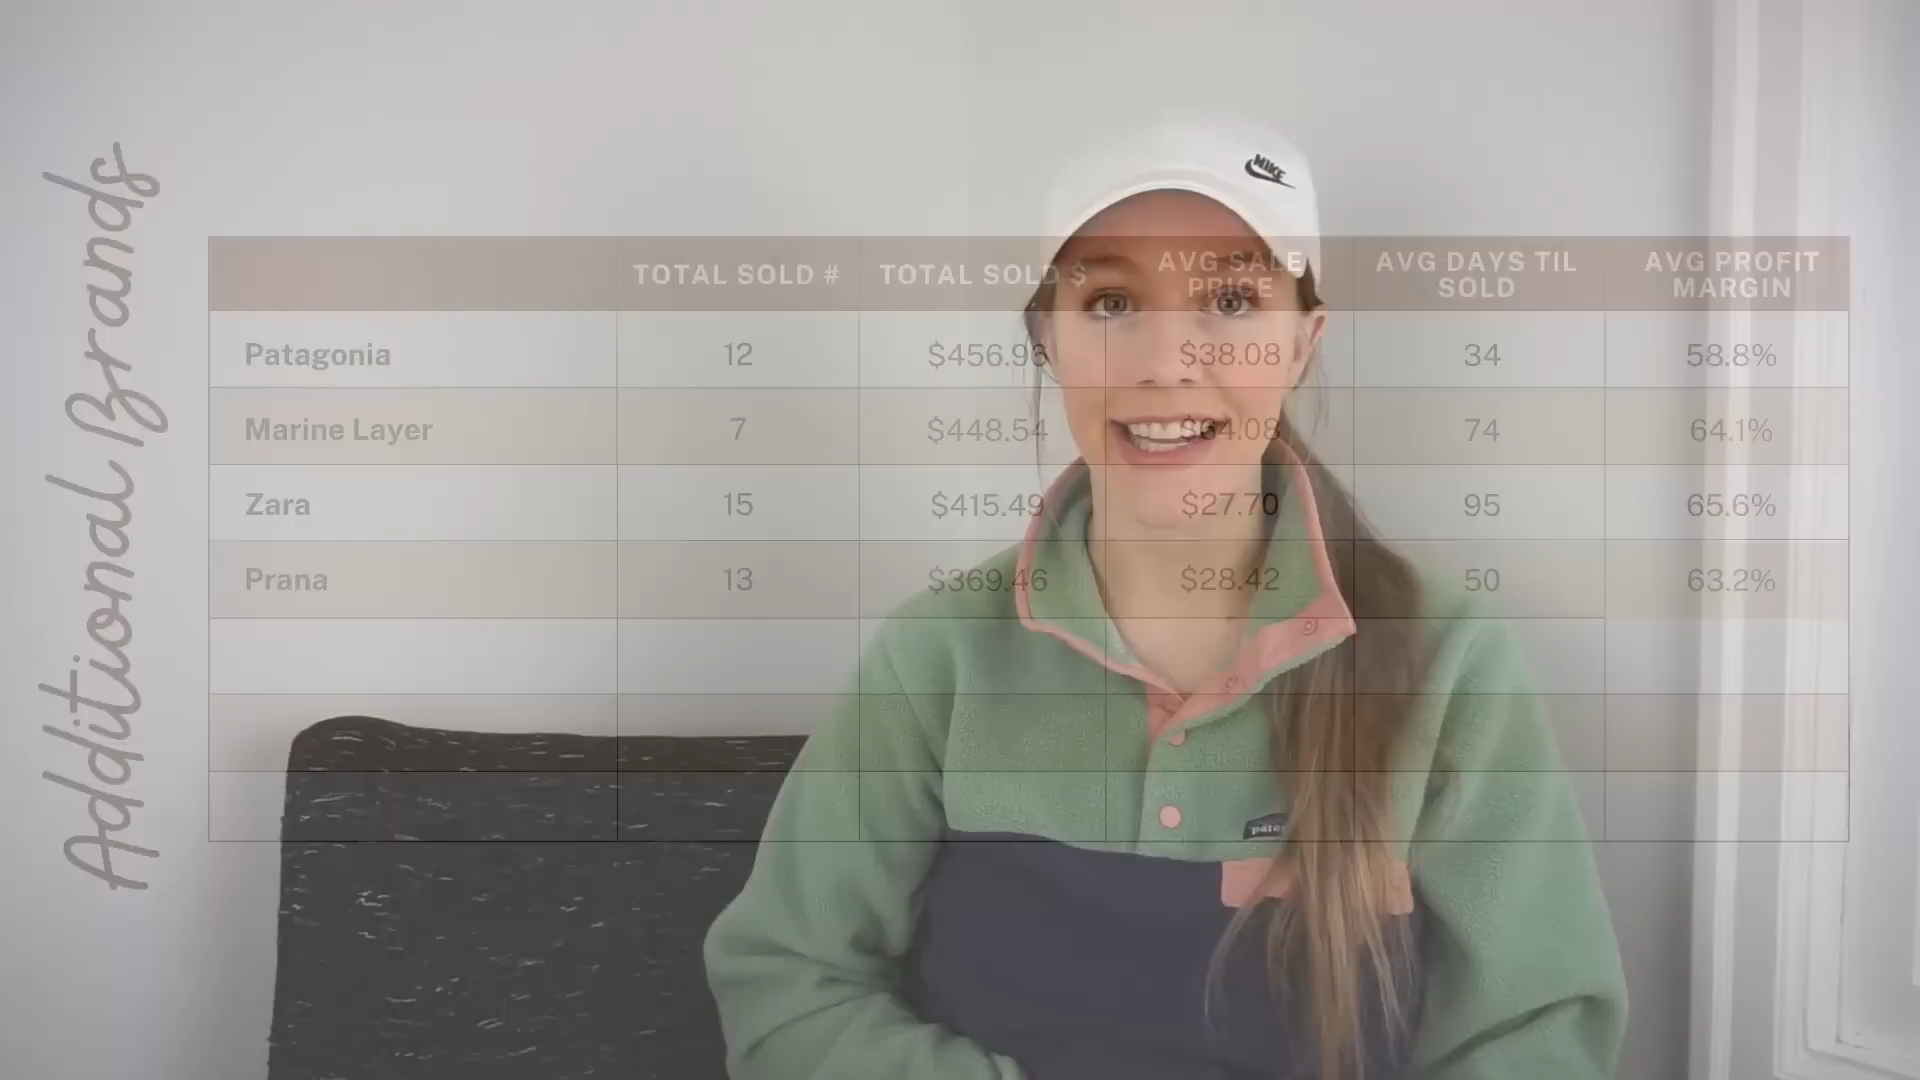 Additional Brands
NIKE
TOTAL SOLD # TOTAL SOLD $ AVG SALE PRICE AVG DAYS TIL SOLD AVG PROFIT MARGIN
Patagonia 12 $456.96 $38.08 34 58.8%
Marine Layer 7 $448.54 $64.08 74 64.1%
Zara 15 $415.49 $27.70 95 65.6%
Prana 13 $369.46 $28.42 50 63.2%